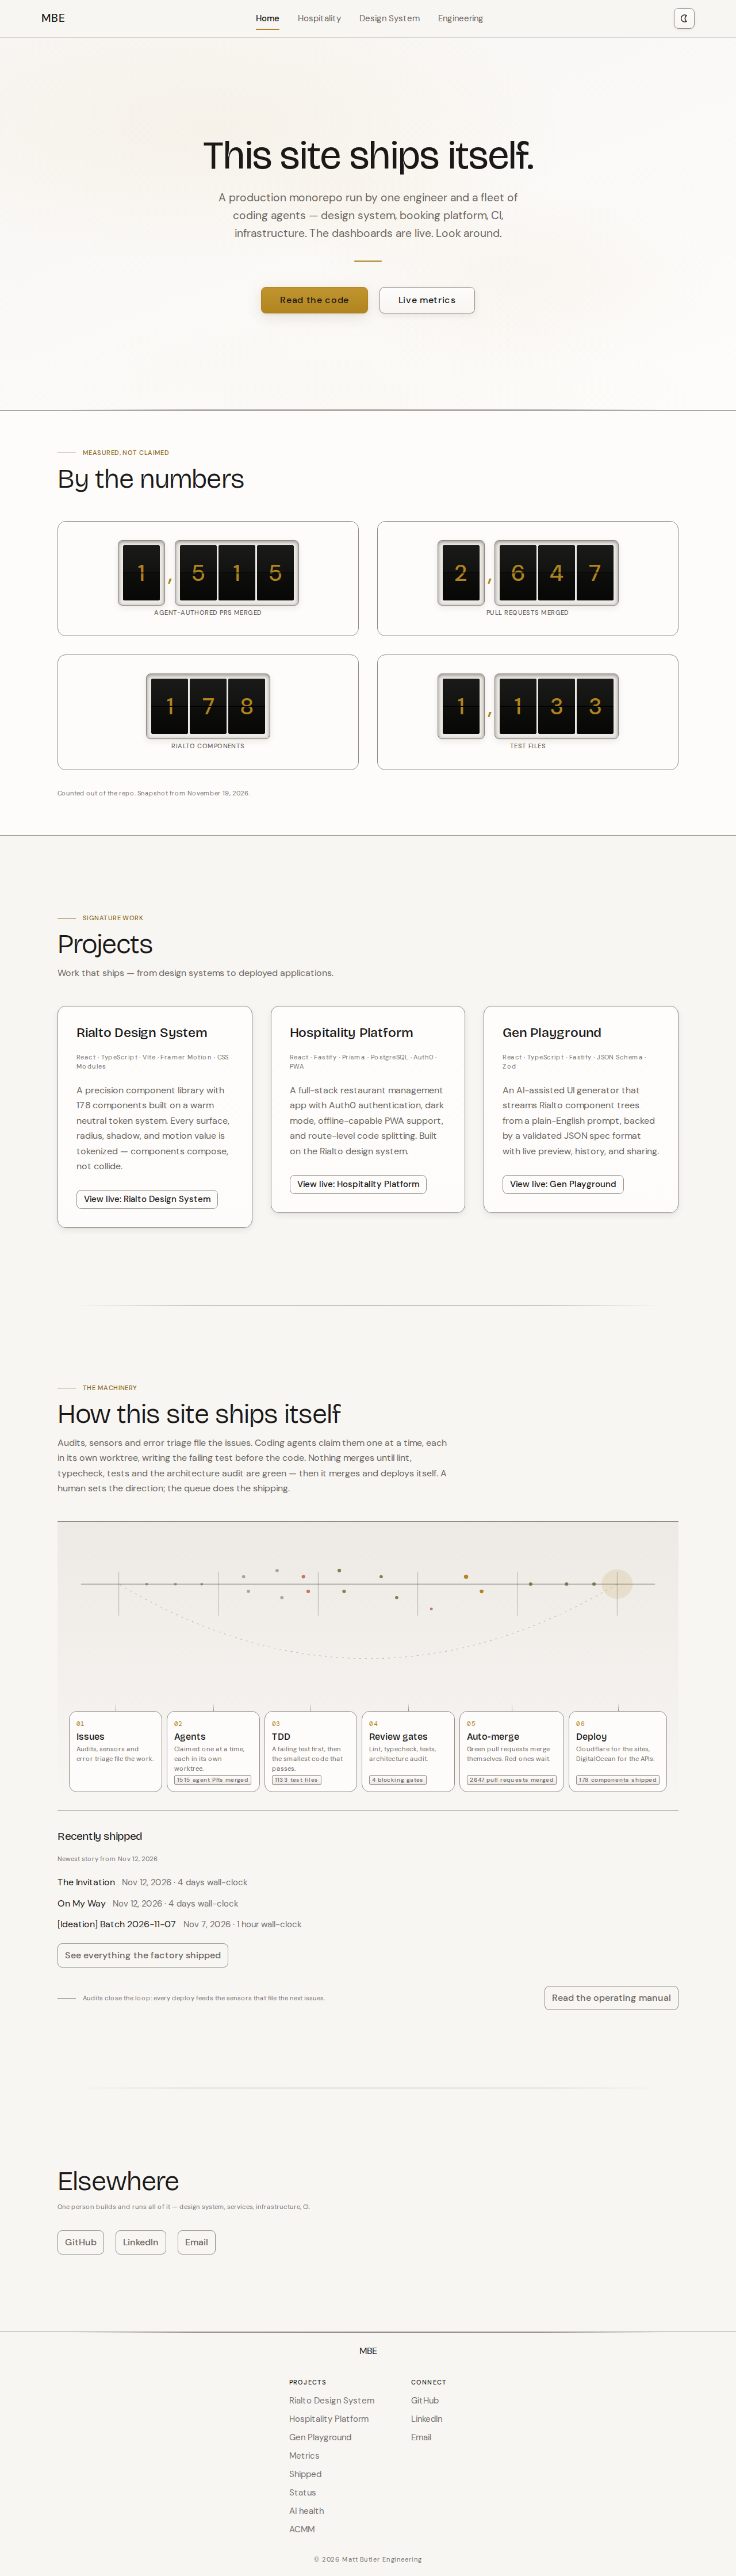 MBE
Home Hospitality Design System Engineering
This site ships itself.
A production monorepo run by one engineer and a fleet of
coding agents — design system, booking platform, CI,
infrastructure. The dashboards are live. Look around.
Read the code
Live metrics
MEASURED, NOT CLAIMED
By the numbers
1,515
AGENT-AUTHORED PRS MERGED
2,647
PULL REQUESTS MERGED
178
RIALTO COMPONENTS
1,133
TEST FILES
Counted out of the repo. Snapshot from November 19, 2026.
SIGNATURE WORK
Projects
Work that ships — from design systems to deployed applications.
Rialto Design System
React · TypeScript · Vite · Framer Motion · CSS
Modules
A precision component library with
178 components built on a warm
neutral token system. Every surface,
radius, shadow, and motion value is
tokenized — components compose,
not collide.
View live: Rialto Design System
Hospitality Platform
React · Fastify · Prisma · PostgreSQL · Auth0 ·
PWA
A full-stack restaurant management
app with Auth0 authentication, dark
mode, offline-capable PWA support,
and route-level code splitting. Built
on the Rialto design system.
View live: Hospitality Platform
Gen Playground
React · TypeScript · Fastify · JSON Schema ·
Zod
An AI-assisted UI generator that
streams Rialto component trees
from a plain-English prompt, backed
by a validated JSON spec format
with live preview, history, and sharing.
View live: Gen Playground
THE MACHINERY
How this site ships itself
Audits, sensors and error triage file the issues. Coding agents claim them one at a time, each
in its own worktree, writing the failing test before the code. Nothing merges until lint,
typecheck, tests and the architecture audit are green — then it merges and deploys itself. A
human sets the direction; the queue does the shipping.
01
Issues
Audits, sensors and
error triage file the work.
02
Agents
Claimed one at a time,
each in its own
worktree.
1515 agent PRs merged
03
TDD
A failing test first, then
the smallest code that
passes.
1133 test files
04
Review gates
Lint, typecheck, tests,
architecture audit.
4 blocking gates
05
Auto-merge
Green pull requests merge
themselves. Red ones wait.
2647 pull requests merged
06
Deploy
Cloudflare for the sites,
DigitalOcean for the APIs.
178 components shipped
Recently shipped
Newest story from Nov 12, 2026
The Invitation Nov 12, 2026 · 4 days wall-clock
On My Way Nov 12, 2026 · 4 days wall-clock
[Ideation] Batch 2026-11-07 Nov 7, 2026 · 1 hour wall-clock
See everything the factory shipped
Audits close the loop: every deploy feeds the sensors that file the next issues.
Read the operating manual
Elsewhere
One person builds and runs all of it — design system, services, infrastructure, CI.
GitHub
LinkedIn
Email
MBE
PROJECTS
Rialto Design System
Hospitality Platform
Gen Playground
Metrics
Shipped
Status
AI health
ACMM
CONNECT
GitHub
LinkedIn
Email
© 2026 Matt Butler Engineering